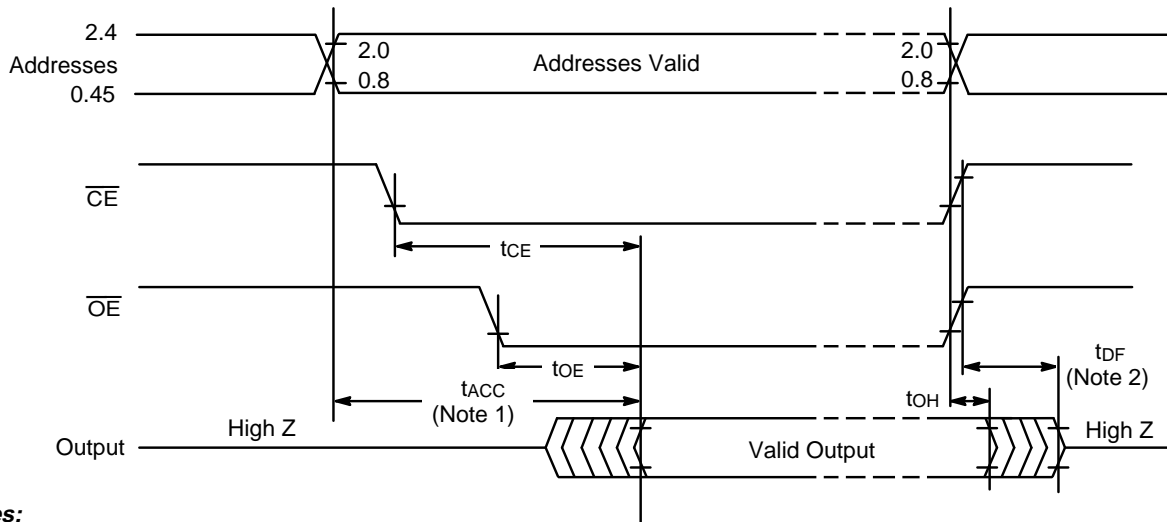 2.4
Addresses
0.45
2.0
0.8
Addresses Valid
2.0
0.8
CE
tCE
OE
tOE
tACC
(Note 1)
tDF
(Note 2)
tOH
Output
High Z
Valid Output
High Z
es: